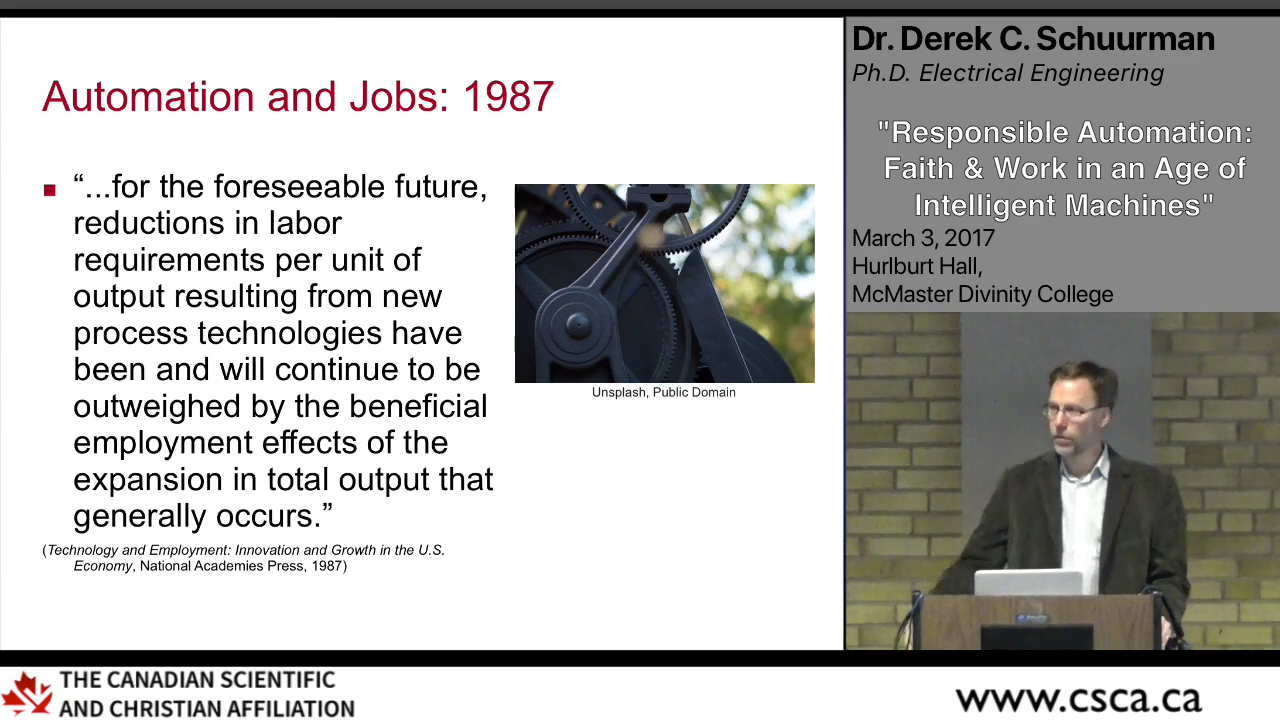 Automation and Jobs: 1987
“...for the foreseeable future,
reductions in labor
requirements per unit of
output resulting from new
process technologies have
been and will continue to be
outweighed by the beneficial
employment effects of the
expansion in total output that
generally occurs.”
(Technology and Employment: Innovation and Growth in the U.S.
Economy, National Academies Press, 1987)
Unsplash, Public Domain
Dr. Derek C. Schuurman
Ph.D. Electrical Engineering
"Responsible Automation:
Faith & Work in an Age of
Intelligent Machines"
March 3, 2017
Hurlburt Hall,
McMaster Divinity College
THE CANADIAN SCIENTIFIC
AND CHRISTIAN AFFILIATION
www.csca.ca